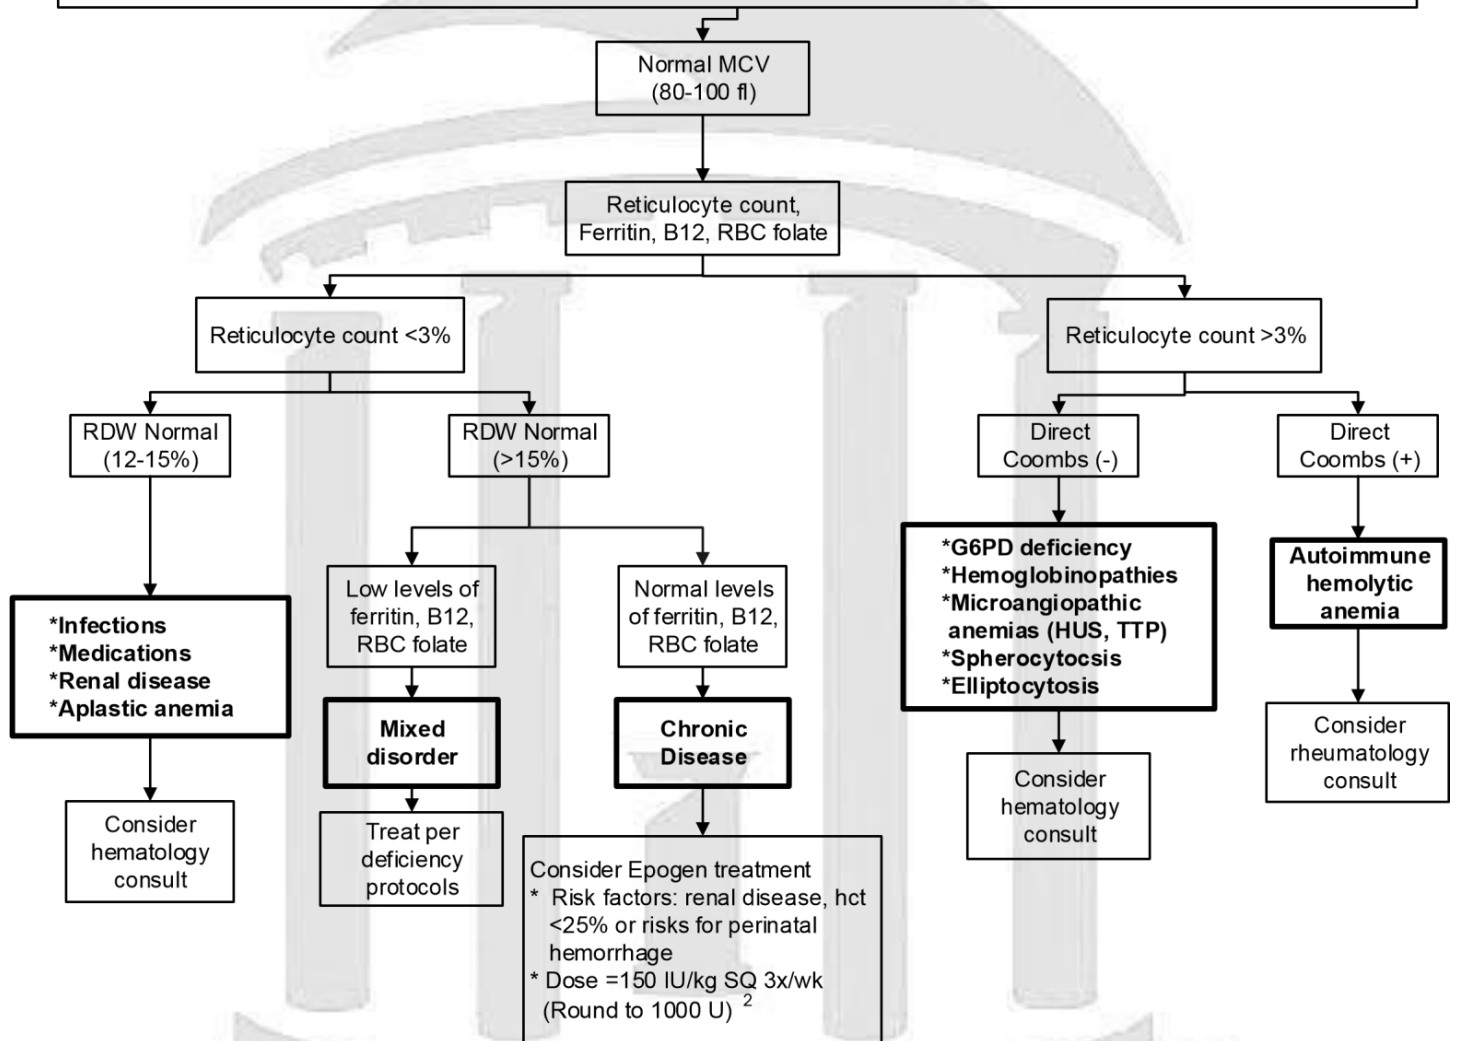 Normal MCV
(80-100 fl)
Reticulocyte count,
Ferritin, B12, RBC folate
Reticulocyte count <3%
Reticulocyte count >3%
RDW Normal
(12-15%)
RDW Normal
(>15%)
Direct
Coombs (-)
Direct
Coombs (+)
*Infections
*Medications
*Renal disease
*Aplastic anemia
Low levels of
ferritin, B12,
RBC folate
Normal levels
of ferritin, B12,
RBC folate
*G6PD deficiency
*Hemoglobinopathies
*Microangiopathic
anemias (HUS, TTP)
*Spherocytocsis
*Elliptocytosis
Autoimmune
hemolytic
anemia
Mixed
disorder
Chronic
Disease
Consider
hematology
consult
Treat per
deficiency
protocols
Consider Epogen treatment
* Risk factors: renal disease, hct
<25% or risks for perinatal
hemorrhage
* Dose =150 IU/kg SQ 3x/wk
(Round to 1000 U) 2
Consider
hematology
consult
Consider
rheumatology
consult